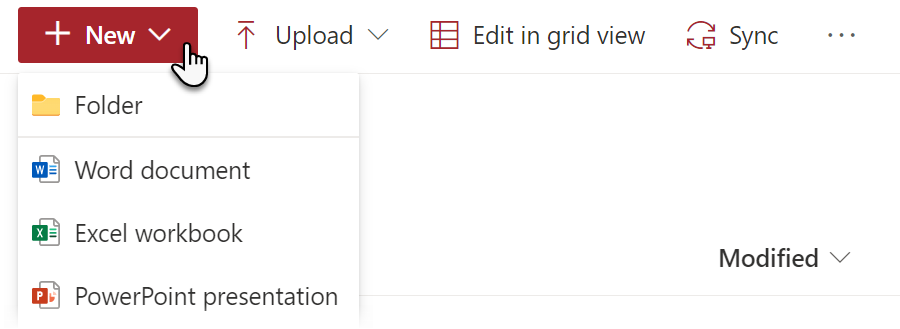 New Upload Edit in grid view Sync ...
Folder
Word document
Excel workbook
Modified
PowerPoint presentation